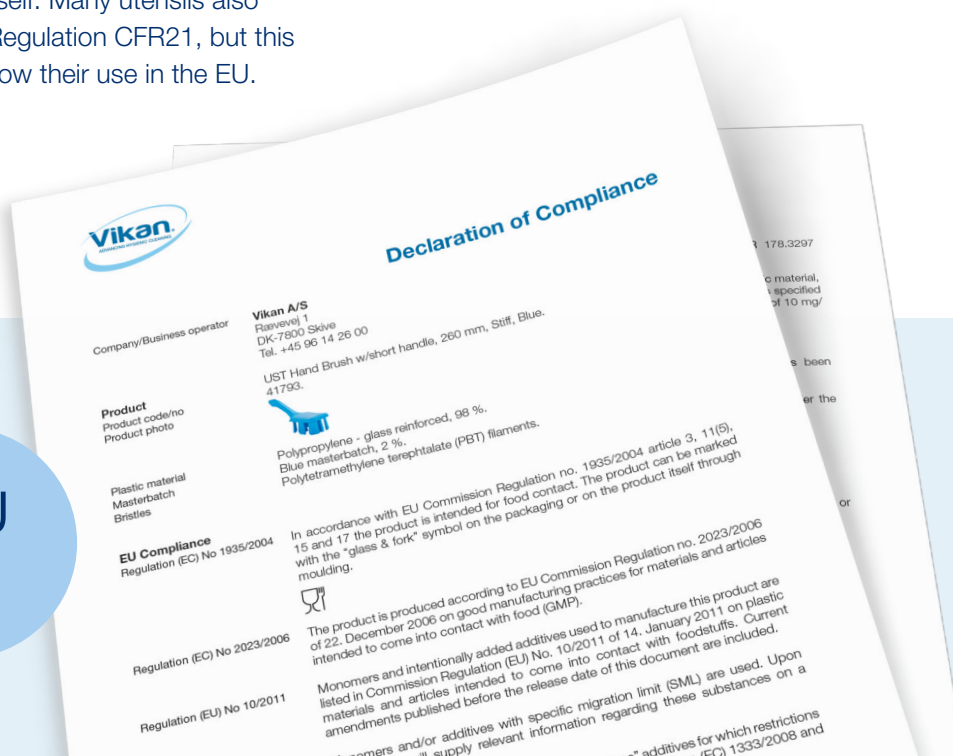 self. Many utensils also
Regulation CFR21, but this
ow their use in the EU.
Vikan
ADVANCING HYGIENIC CLEANING
Declaration of Compliance
Company/Business operator
Vikan A/S
Rævevej 1
DK-7800 Skive
Tel. +45 96 14 26 00
Product
Product code/no
Product photo
UST Hand Brush w/short handle, 260 mm, Stiff, Blue.
41793.
Plastic material
Masterbatch
Bristles
Polypropylene - glass reinforced, 98 %.
Blue masterbatch, 2 %.
Polytetramethylene terephtalate (PBT) filaments.
EU Compliance
Regulation (EC) No 1935/2004
In accordance with EU Commission Regulation no. 1935/2004 article 3, 11(5),
15 and 17 the product is intended for food contact. The product can be marked
with the "glass & fork" symbol on the packaging or on the product itself through
moulding.
Regulation (EC) No 2023/2006
The product is produced according to EU Commission Regulation no. 2023/2006
of 22. December 2006 on good manufacturing practices for materials and articles
intended to come into contact with food (GMP).
Regulation (EU) No 10/2011
Monomers and intentionally added additives used to manufacture this product are
listed in Commission Regulation (EU) No. 10/2011 of 14. January 2011 on plastic
materials and articles intended to come into contact with foodstuffs. Current
amendments published before the release date of this document are included.
omers and/or additives with specific migration limit (SML) are used. Upon
supply relevant information regarding these substances on a
additives for which restrictions
(EC) 1333/2008 and
178.3297
c material,
specified
of 10 mg/
s been
er the
or
U